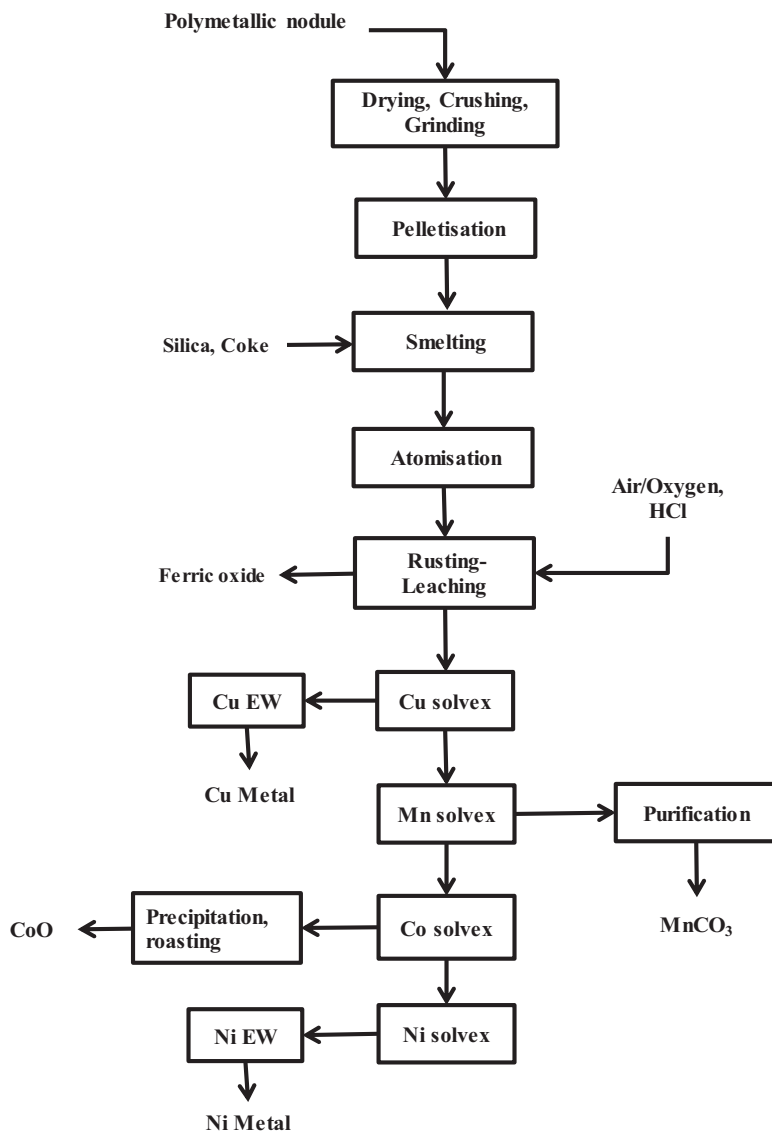 Polymetallic nodule
Drying, Crushing,
Grinding
Pelletisation
Silica, Coke
Smelting
Atomisation
Air/Oxygen,
HCl
Ferric oxide
Rusting-
Leaching
Cu EW
Cu solvex
Cu Metal
Mn solvex
Purification
CoO
Precipitation,
roasting
Co solvex
MnCO₃
Ni EW
Ni solvex
Ni Metal